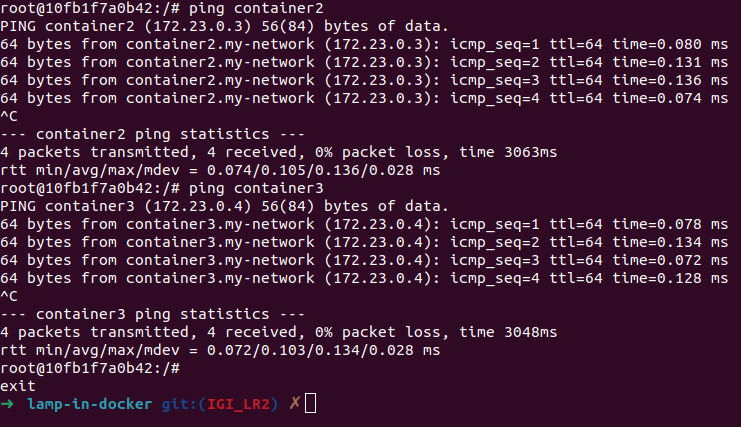 root@10fb1f7a0b42:/# ping container2
PING container2 (172.23.0.3) 56(84) bytes of data.
64 bytes from container2.my-network (172.23.0.3): icmp_seq=1 ttl=64 time=0.080 ms
64 bytes from container2.my-network (172.23.0.3): icmp_seq=2 ttl=64 time=0.131 ms
64 bytes from container2.my-network (172.23.0.3): icmp_seq=3 ttl=64 time=0.136 ms
64 bytes from container2.my-network (172.23.0.3): icmp_seq=4 ttl=64 time=0.074 ms
^C
--- container2 ping statistics ---
4 packets transmitted, 4 received, 0% packet loss, time 3063ms
rtt min/avg/max/mdev = 0.074/0.105/0.136/0.028 ms
root@10fb1f7a0b42:/# ping container3
PING container3 (172.23.0.4) 56(84) bytes of data.
64 bytes from container3.my-network (172.23.0.4): icmp_seq=1 ttl=64 time=0.078 ms
64 bytes from container3.my-network (172.23.0.4): icmp_seq=2 ttl=64 time=0.134 ms
64 bytes from container3.my-network (172.23.0.4): icmp_seq=3 ttl=64 time=0.072 ms
64 bytes from container3.my-network (172.23.0.4): icmp_seq=4 ttl=64 time=0.128 ms
^C
--- container3 ping statistics ---
4 packets transmitted, 4 received, 0% packet loss, time 3048ms
rtt min/avg/max/mdev = 0.072/0.103/0.134/0.028 ms
root@10fb1f7a0b42:/#
exit
➜ lamp-in-docker git:(IGI_LR2) ✗